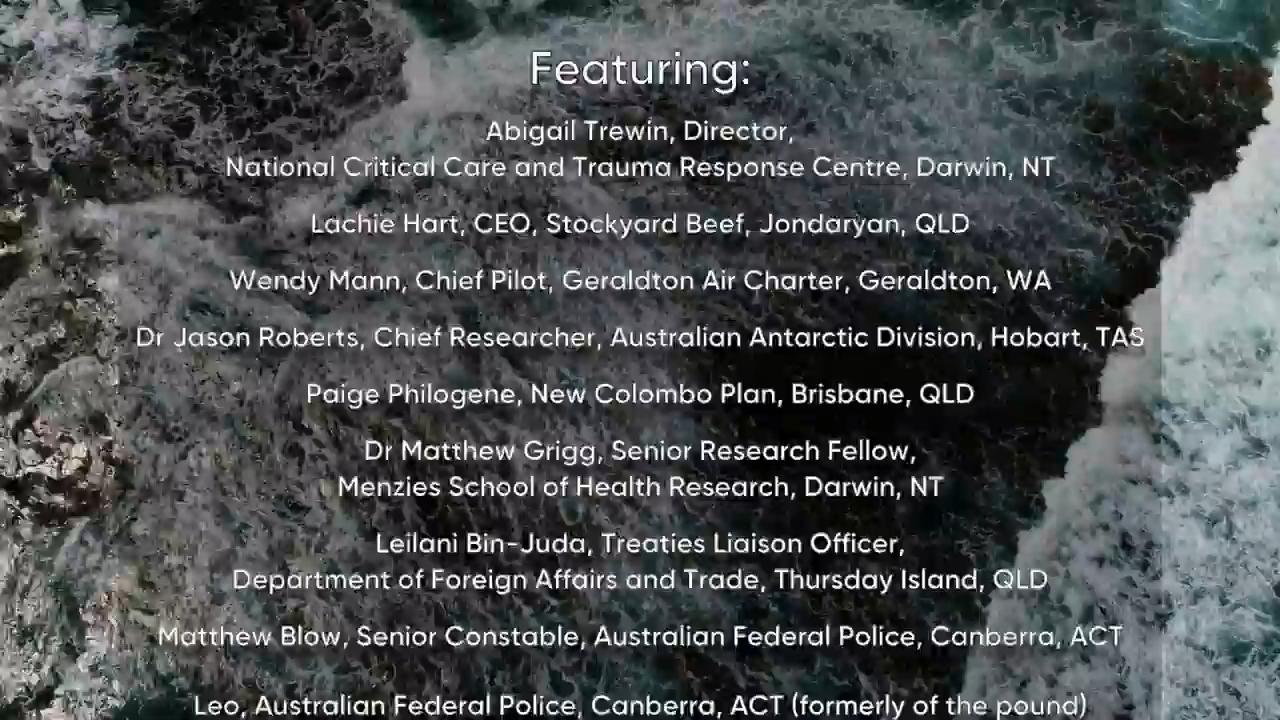 Featuring:
Abigail Trewin, Director,
National Critical Care and Trauma Response Centre, Darwin, NT
Lachie Hart, CEO, Stockyard Beef, Jondaryan, QLD
Wendy Mann, Chief Pilot, Geraldton Air Charter, Geraldton, WA
Dr Jason Roberts, Chief Researcher, Australian Antarctic Division, Hobart, TAS
Paige Philogene, New Colombo Plan, Brisbane, QLD
Dr Matthew Grigg, Senior Research Fellow,
Menzies School of Health Research, Darwin, NT
Leilani Bin-Juda, Treaties Liaison Officer,
Department of Foreign Affairs and Trade, Thursday Island, QLD
Matthew Blow, Senior Constable, Australian Federal Police, Canberra, ACT
Leo, Australian Federal Police, Canberra, ACT (formerly of the pound)